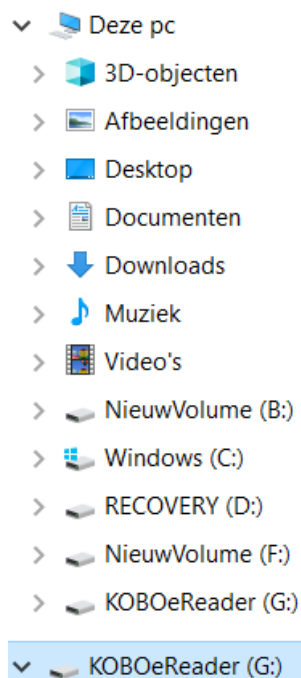 Deze pc
3D-objecten
Afbeeldingen
Desktop
Documenten
Downloads
Muziek
Video's
NieuwVolume (B:)
Windows (C:)
RECOVERY (D:)
NieuwVolume (F:)
KOBOeReader (G:)
KOBOeReader (G:)